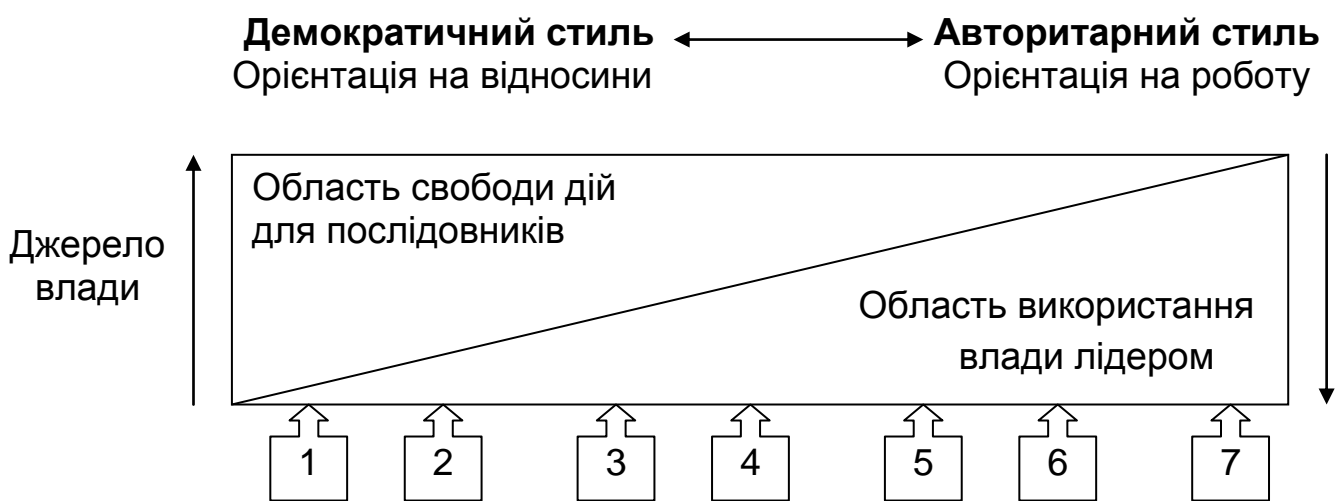 Демократичний стиль
Авторитарний стиль
Орієнтація на відносини
Орієнтація на роботу
Джерело
влади
Область свободи дій
для послідовників
Область використання
влади лідером
1
2
3
4
5
6
7